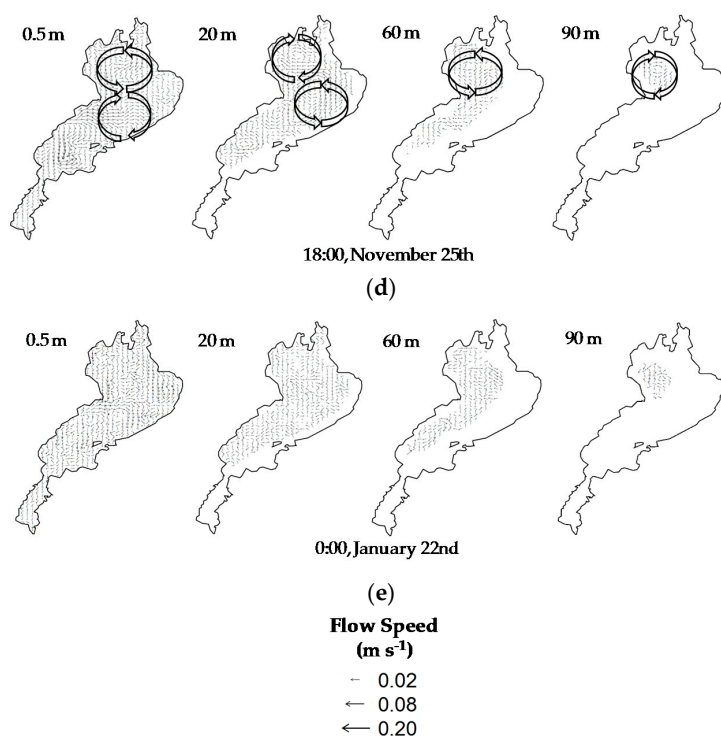 0.5 m 20 m 60 m 90 m
18:00, November 25th
(d)
0.5 m 20 m 60 m 90 m
0:00, January 22nd
(e)
Flow Speed
(m s⁻¹)
0.02
0.08
0.20